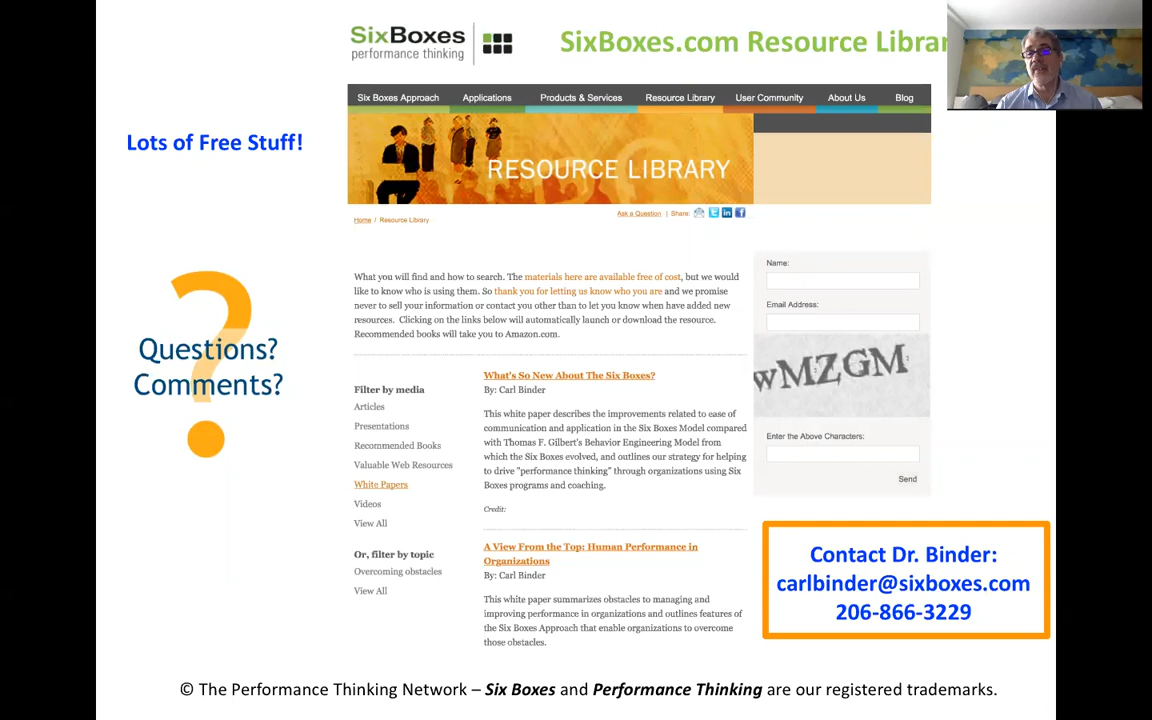 SixBoxes
performance thinking
SixBoxes.com Resource Librar
Six Boxes Approach Applications Products & Services Resource Library User Community About Us Blog
Lots of Free Stuff!
RESOURCE LIBRARY
Home / Resource Library
Ask a Question | Share:
What you will find and how to search. The materials here are available free of cost, but we would
like to know who is using them. So thank you for letting us know who you are and we promise
never to sell your information or contact you other than to let you know when have added new
resources. Clicking on the links below will automatically launch or download the resource.
Recommended books will take you to Amazon.com.
Name:
Email Address:
wMZGM
Enter the Above Characters:
Send
?
Questions?
Comments?
Filter by media
Articles
Presentations
Recommended Books
Valuable Web Resources
White Papers
Videos
View All
Or, filter by topic
Overcoming obstacles
View All
What's So New About The Six Boxes?
By: Carl Binder
This white paper describes the improvements related to ease of
communication and application in the Six Boxes Model compared
with Thomas F. Gilbert's Behavior Engineering Model from
which the Six Boxes evolved, and outlines our strategy for helping
to drive "performance thinking" through organizations using Six
Boxes programs and coaching.
Credit:
A View From the Top: Human Performance in
Organizations
By: Carl Binder
This white paper summarizes obstacles to managing and
improving performance in organizations and outlines features of
the Six Boxes Approach that enable organizations to overcome
those obstacles.
Contact Dr. Binder:
carlbinder@sixboxes.com
206-866-3229
© The Performance Thinking Network – Six Boxes and Performance Thinking are our registered trademarks.